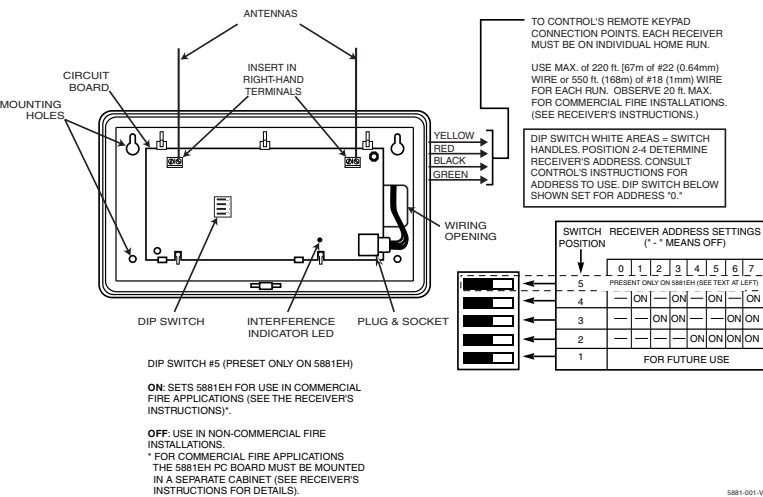 ANTENNAS
TO CONTROL'S REMOTE KEYPAD
CONNECTION POINTS. EACH RECEIVER
MUST BE ON INDIVIDUAL HOME RUN.
USE MAX. of 220 ft. [67m of #22 (0.64mm)
WIRE or 550 ft. (168m) of #18 (1mm) WIRE
FOR EACH RUN. OBSERVE 20 ft. MAX.
FOR COMMERCIAL FIRE INSTALLATIONS.
(SEE RECEIVER'S INSTRUCTIONS.)
CIRCUIT
BOARD
INSERT IN
RIGHT-HAND
TERMINALS
MOUNTING
HOLES
YELLOW
RED
BLACK
GREEN
DIP SWITCH WHITE AREAS = SWITCH
HANDLES. POSITION 2-4 DETERMINE
RECEIVER'S ADDRESS. CONSULT
CONTROL'S INSTRUCTIONS FOR
ADDRESS TO USE. DIP SWITCH BELOW
SHOWN SET FOR ADDRESS "0."
WIRING
OPENING
DIP SWITCH
INTERFERENCE
INDICATOR LED
PLUG & SOCKET
SWITCH
POSITION
RECEIVER ADDRESS SETTINGS
(" - " MEANS OFF)
0 1 2 3 4 5 6 7
5 PRESENT ONLY ON 5881EH (SEE TEXT AT LEFT)
4 — ON — ON — ON — ON
3 — — ON ON — — ON ON
2 — — — — ON ON ON ON
1 FOR FUTURE USE
DIP SWITCH #5 (PRESET ONLY ON 5881EH)
ON: SETS 5881EH FOR USE IN COMMERCIAL
FIRE APPLICATIONS (SEE THE RECEIVER'S
INSTRUCTIONS)*.
OFF: USE IN NON-COMMERCIAL FIRE
INSTALLATIONS.
* FOR COMMERCIAL FIRE APPLICATIONS
THE 5881EH PC BOARD MUST BE MOUNTED
IN A SEPARATE CABINET (SEE RECEIVER'S
INSTRUCTIONS FOR DETAILS).
5881-001-V